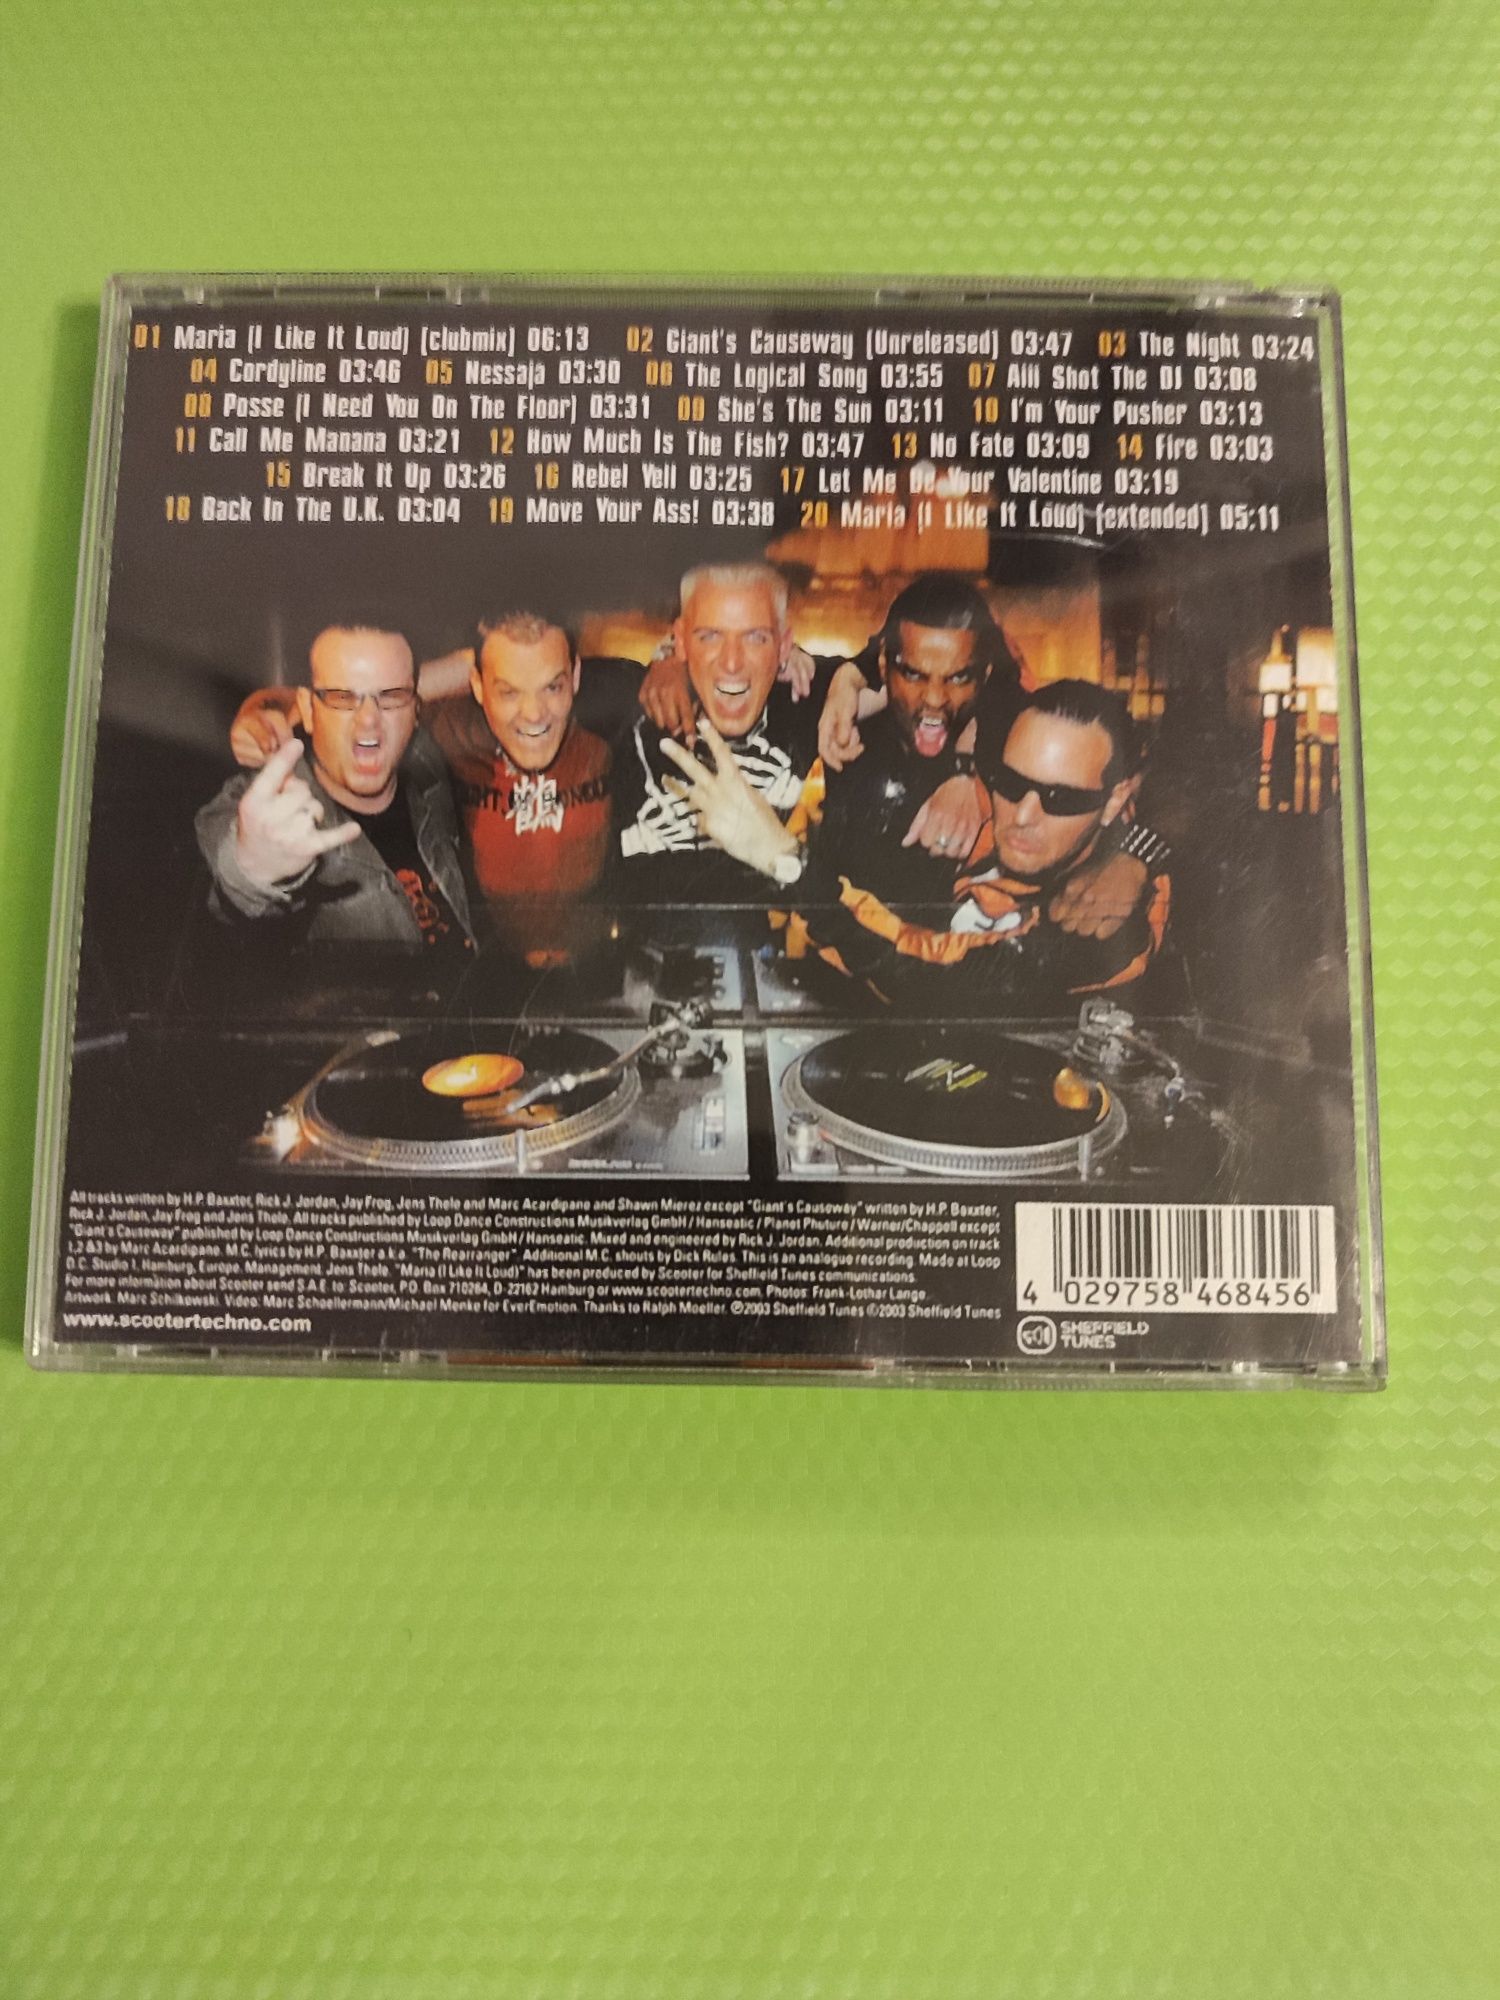 01 Maria (I Like It Loud) (clubmix) 06:13 02 Giant's Causeway (Unreleased) 03:47 03 The Night 03:24
04 Cordyline 03:46 05 Nessaja 03:30 06 The Logical Song 03:55 07 Aiii Shot The DJ 03:08
08 Posse (I Need You On The Floor) 03:31 09 She's The Sun 03:11 10 I'm Your Pusher 03:13
11 Call Me Manana 03:21 12 How Much Is The Fish? 03:47 13 No Fate 03:09 14 Fire 03:03
15 Break It Up 03:26 16 Rebel Yell 03:25 17 Let Me Be Your Valentine 03:19
18 Back In The U.K. 03:04 19 Move Your Ass! 03:38 20 Maria (I Like It Loud) (extended) 05:11
All tracks written by H.P. Baxxter, Rick J. Jordan, Jay Frog, Jens Thele and Marc Acardipane and Shawn Mierez except "Giant's Causeway" written by H.P. Baxxter,
Rick J. Jordan, Jay Frog and Jens Thele. All tracks published by Loop Dance Constructions Musikverlag GmbH/Hanseatic/Planet Phuture/Warner/Chappell except
"Giant's Causeway" published by Loop Dance Constructions Musikverlag GmbH/Hanseatic. Mixed and engineered by Rick J. Jordan. Additional production on track
1,2 &3 by Marc Acardipane. M.C. lyrics by H.P. Baxxter a.k.a. "The Rearranger". Additional M.C. shouts by Dick Rules. This is an analogue recording. Made at Loop
D.C. Studio 1, Hamburg, Europe. Management: Jens Thele. "Maria (I Like It Loud)" has been produced by Scooter for Sheffield Tunes communications.
For more information about Scooter send S.A.E. to: Scooter, P.O. Box 710264, D-22162 Hamburg or www.scootertechno.com. Photos: Frank-Lothar Lange.
Artwork: Marc Schilkowski. Video: Marc Schoellermann/Michael Menke for EverEmotion. Thanks to Ralph Moeller. ℗2003 Sheffield Tunes ©2003 Sheffield Tunes
www.scootertechno.com
4 029758 468456
SHEFFIELD
TUNES